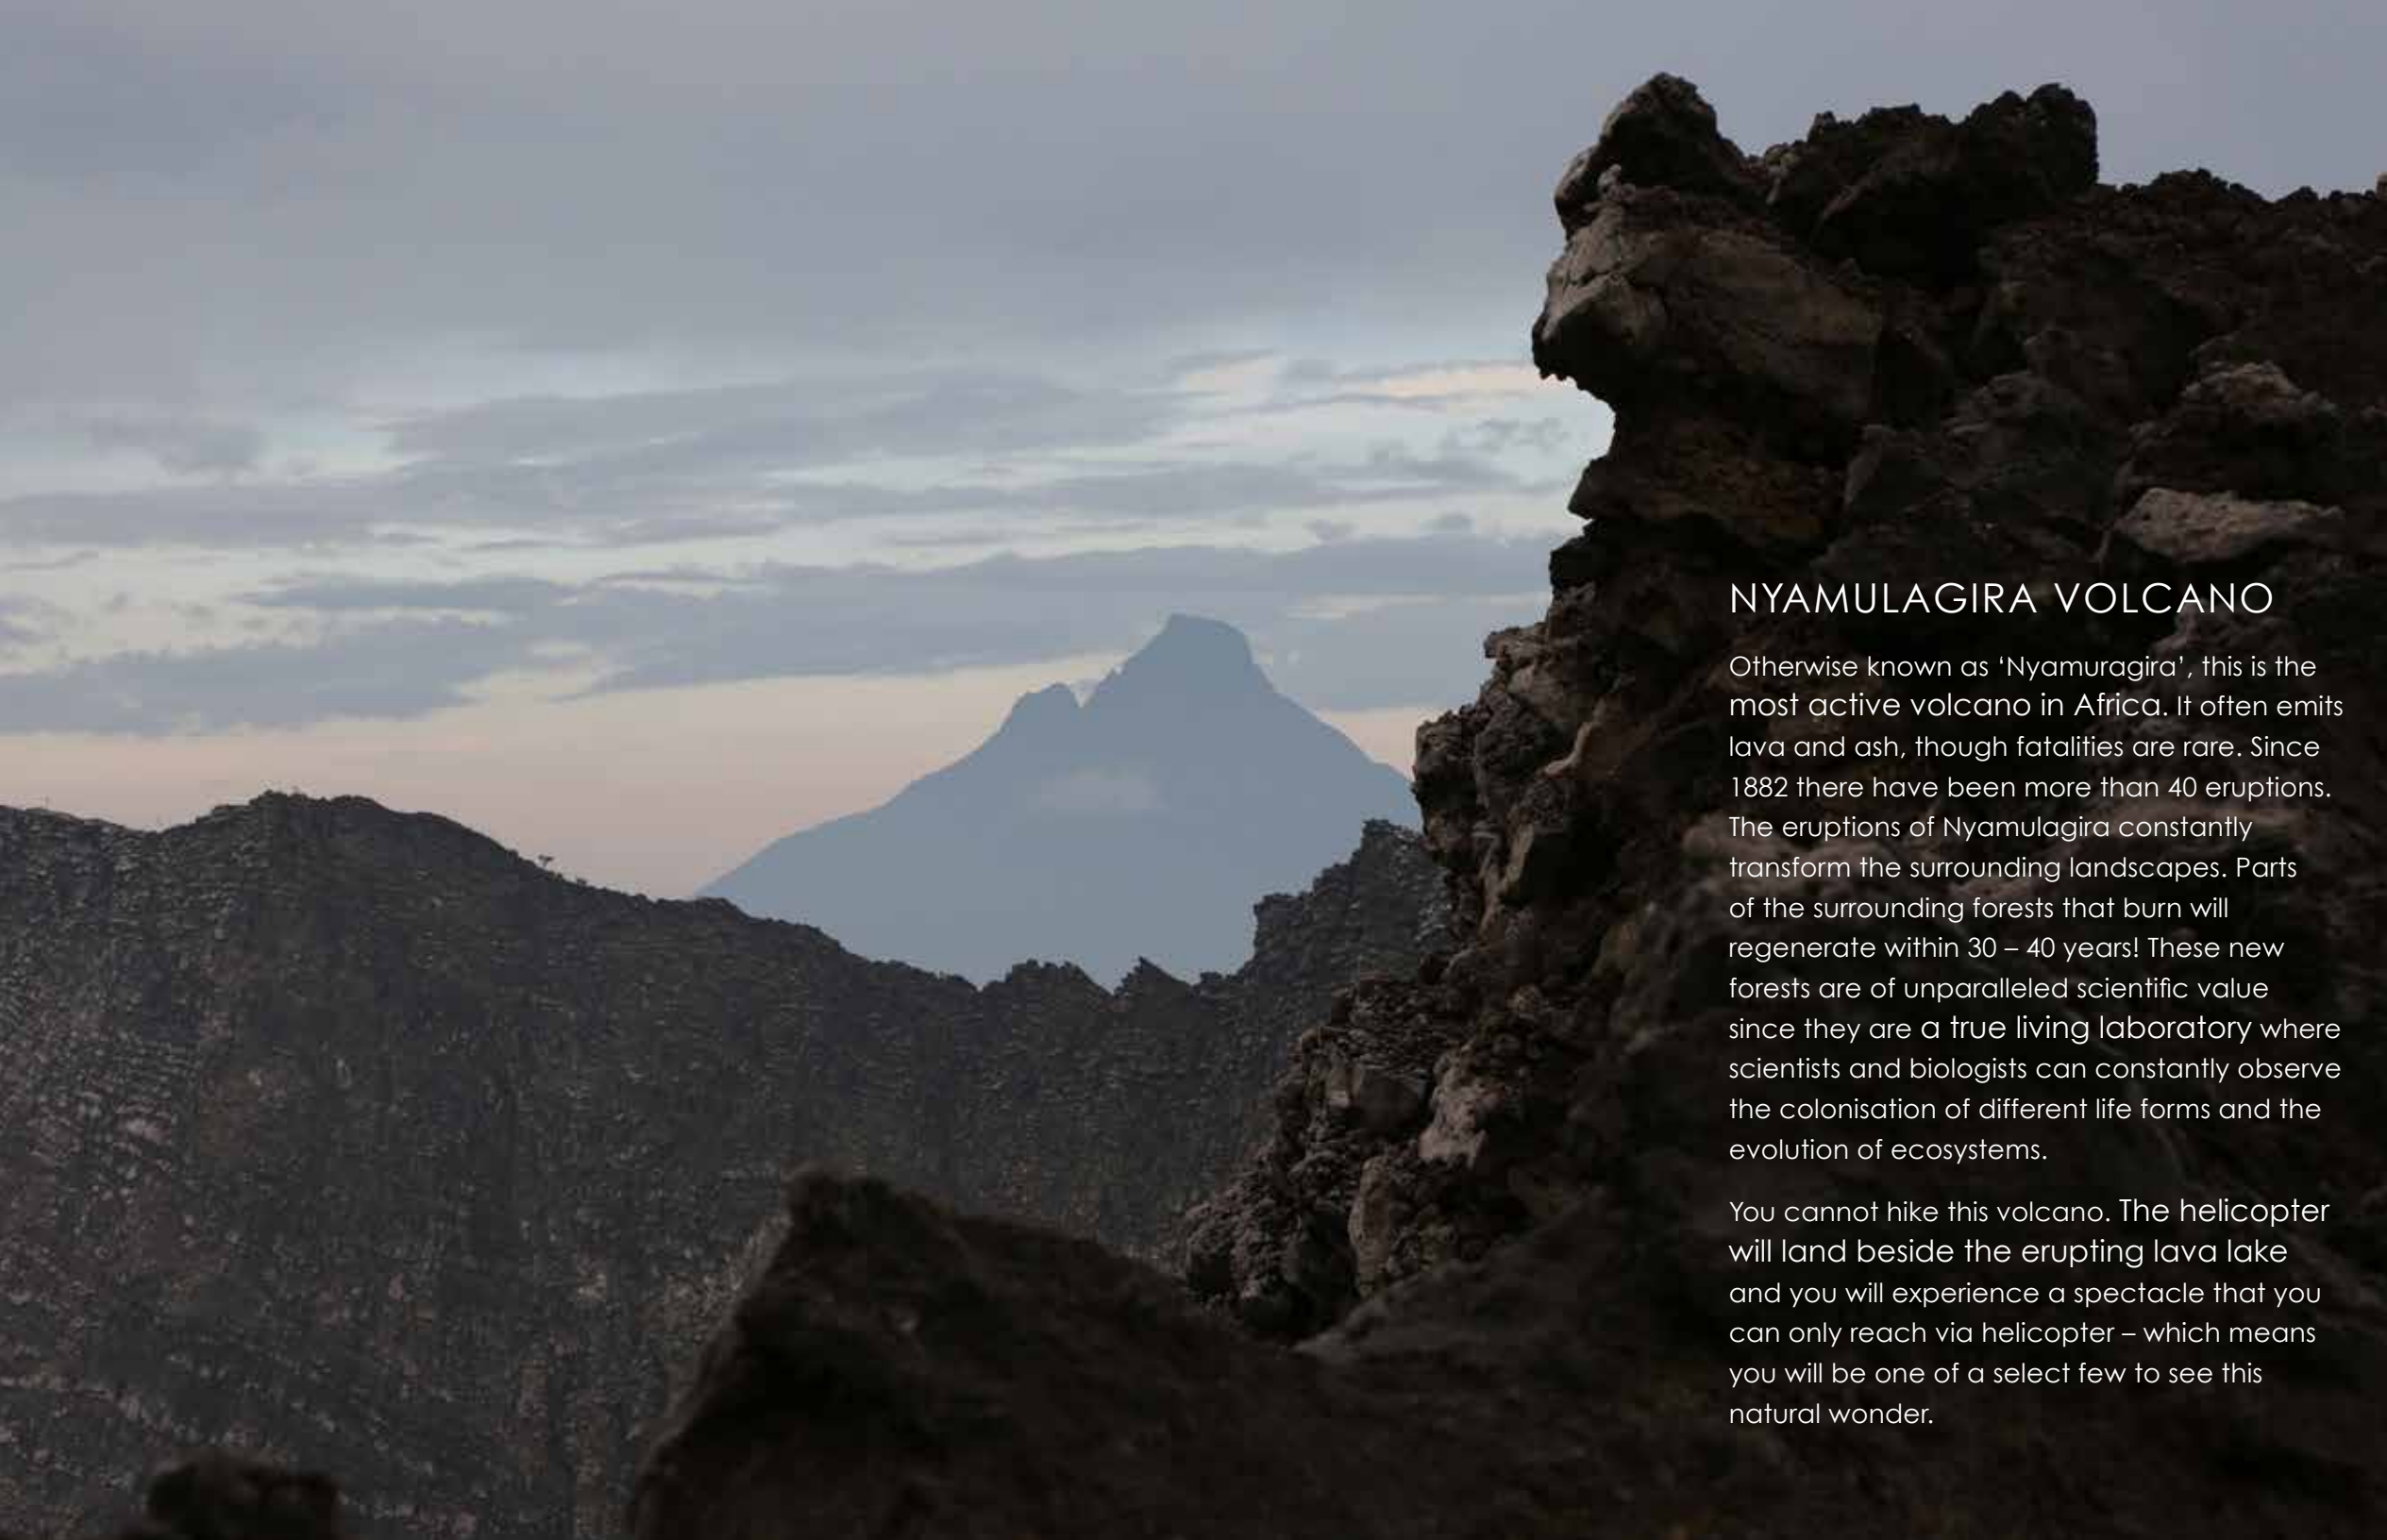 NYAMULAGIRA VOLCANO
Otherwise known as ‘Nyamuragira’, this is the
most active volcano in Africa. It often emits
lava and ash, though fatalities are rare. Since
1882 there have been more than 40 eruptions.
The eruptions of Nyamulagira constantly
transform the surrounding landscapes. Parts
of the surrounding forests that burn will
regenerate within 30 – 40 years! These new
forests are of unparalleled scientific value
since they are a true living laboratory where
scientists and biologists can constantly observe
the colonisation of different life forms and the
evolution of ecosystems.
You cannot hike this volcano. The helicopter
will land beside the erupting lava lake
and you will experience a spectacle that you
can only reach via helicopter – which means
you will be one of a select few to see this
natural wonder.